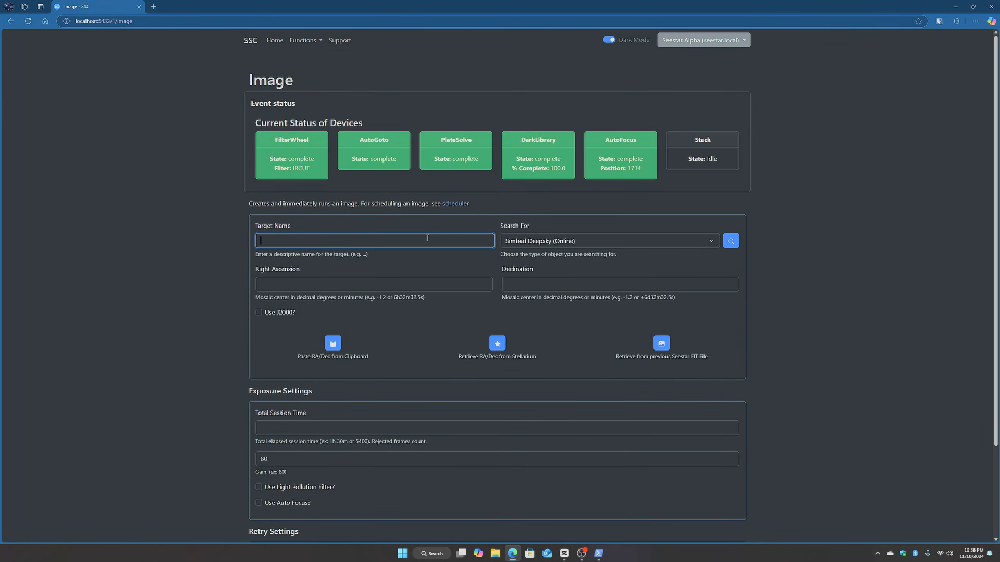 Image - SSC
localhost:5432/1/image
SSC Home Functions Support Dark Mode Seestar Alpha (seestar.local)
Image
Event status
Current Status of Devices
FilterWheel
State: complete
Filter: IRCUT
AutoGoto
State: complete
PlateSolve
State: complete
DarkLibrary
State: complete
% Complete: 100.0
AutoFocus
State: complete
Position: 1714
Stack
State: Idle
Creates and immediately runs an image. For scheduling an image, see scheduler.
Target Name
Enter a descriptive name for the target. (e.g. ...)
Search For
Simbad Deepsky (Online)
Choose the type of object you are searching for.
Right Ascension
Mosaic center in decimal degrees or minutes (e.g. -1.2 or 6h32m32.5s)
Declination
Mosaic center in decimal degrees or minutes (e.g. -1.2 or +6d32m32.5s)
Use J2000?
Paste RA/Dec from Clipboard
Retrieve RA/Dec from Stellarium
Retrieve from previous Seestar FIT File
Exposure Settings
Total Session Time
Total elapsed session time (ex: 1h 30m or 5400). Rejected frames count.
80
Gain. (ex: 80)
Use Light Pollution Filter?
Use Auto Focus?
Retry Settings
Search
10:38 PM
11/18/2024